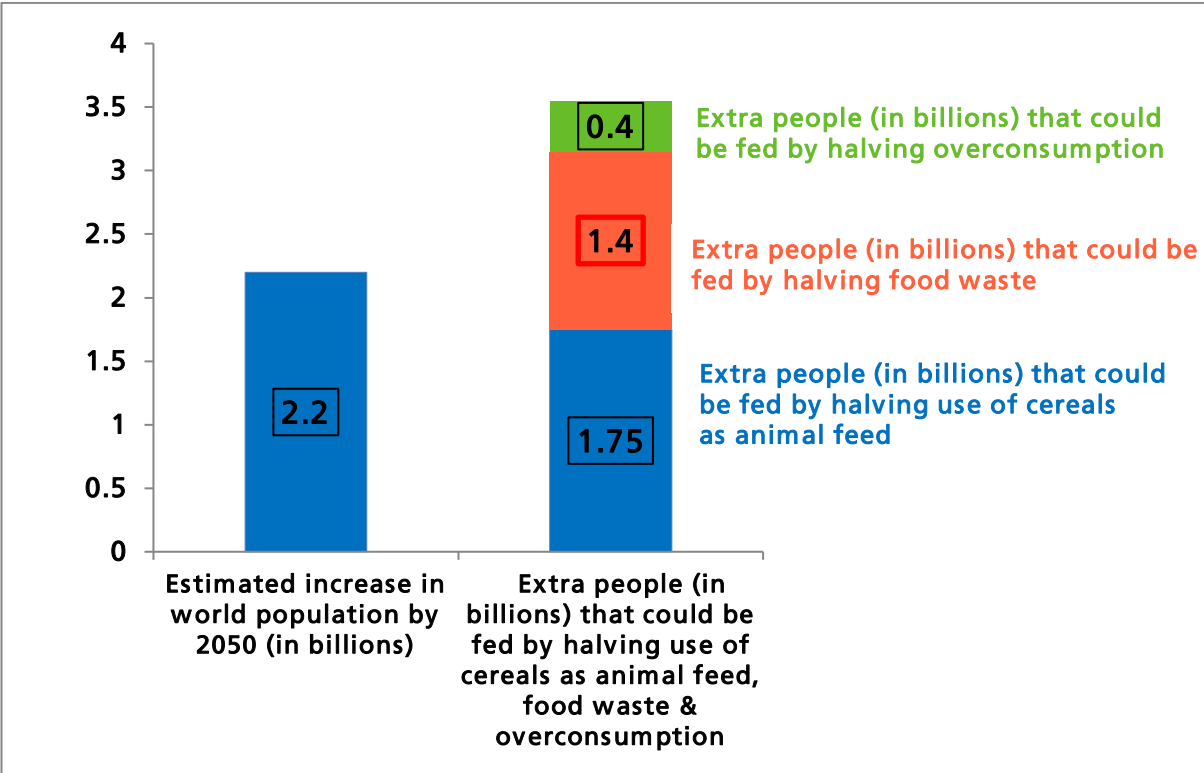 4
3.5
3
2.5
2
1.5
1
0.5
0
2.2
0.4
1.4
1.75
Extra people (in billions) that could
be fed by halving overconsumption
Extra people (in billions) that could be
fed by halving food waste
Extra people (in billions) that could
be fed by halving use of cereals
as animal feed
Estimated increase in
world population by
2050 (in billions)
Extra people (in
billions) that could be
fed by halving use of
cereals as animal feed,
food waste &
overconsumption